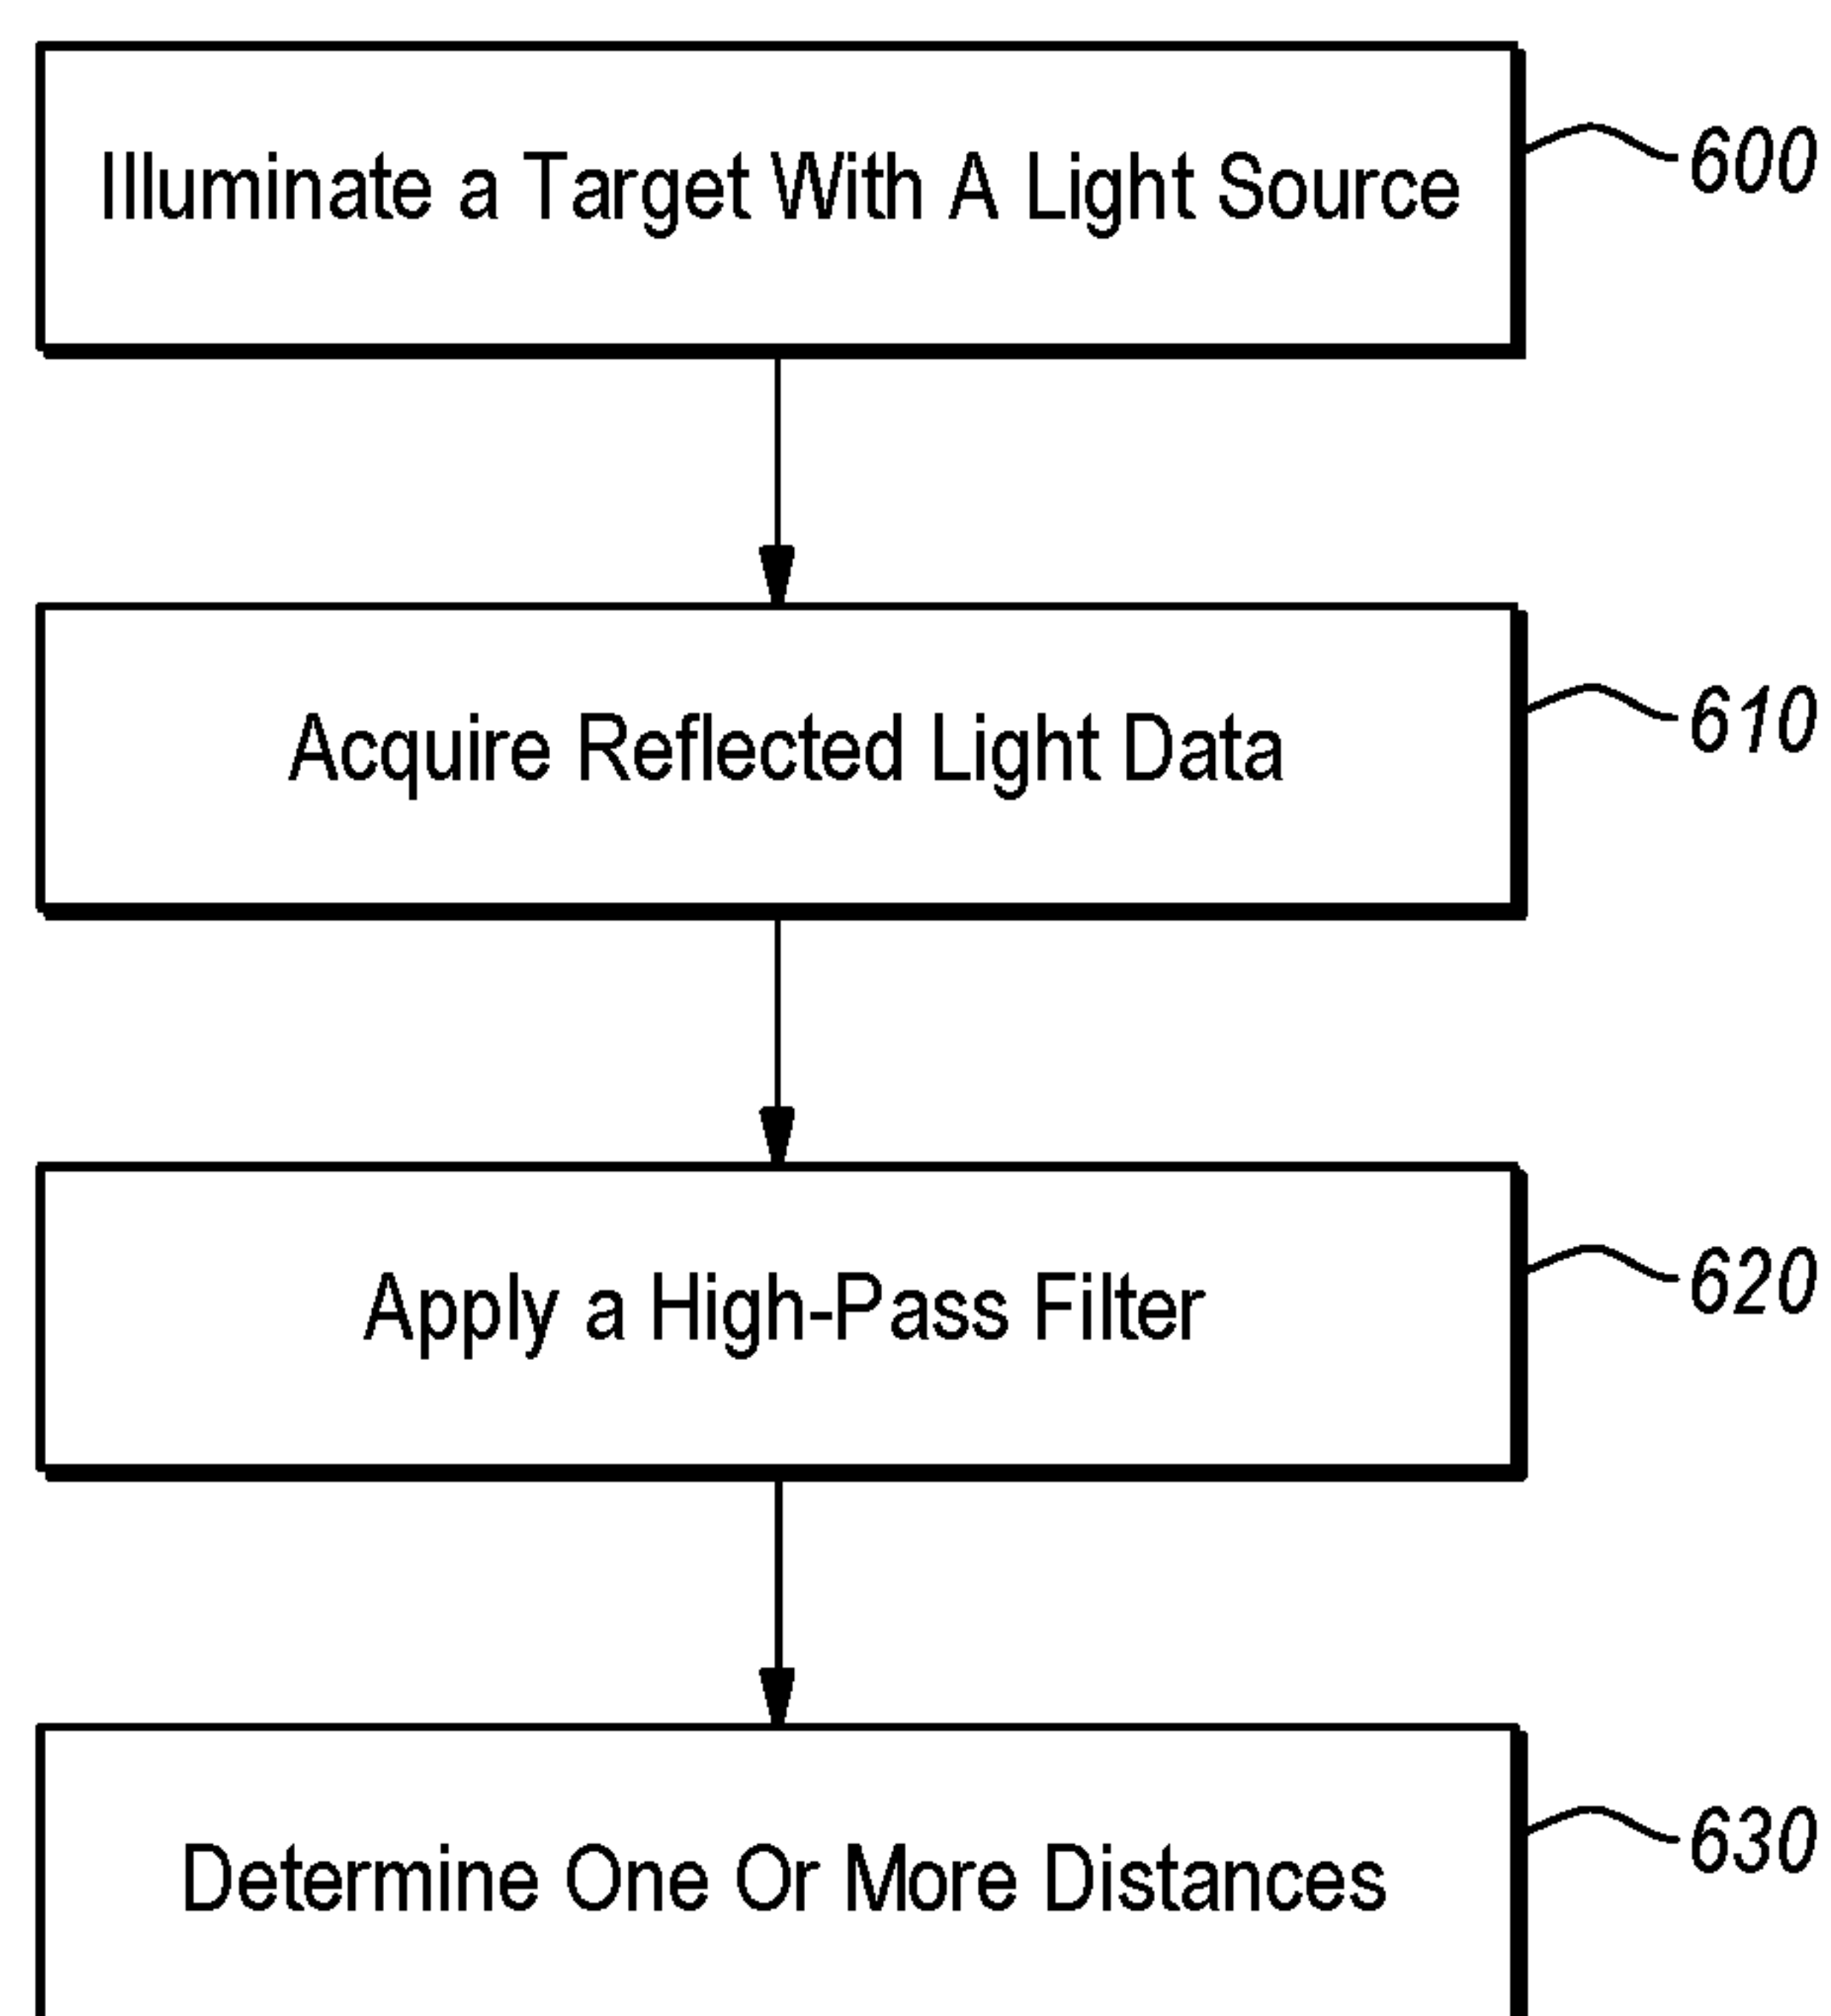 Illuminate a Target With A Light Source
600
Acquire Reflected Light Data
610
Apply a High-Pass Filter
620
Determine One Or More Distances
630